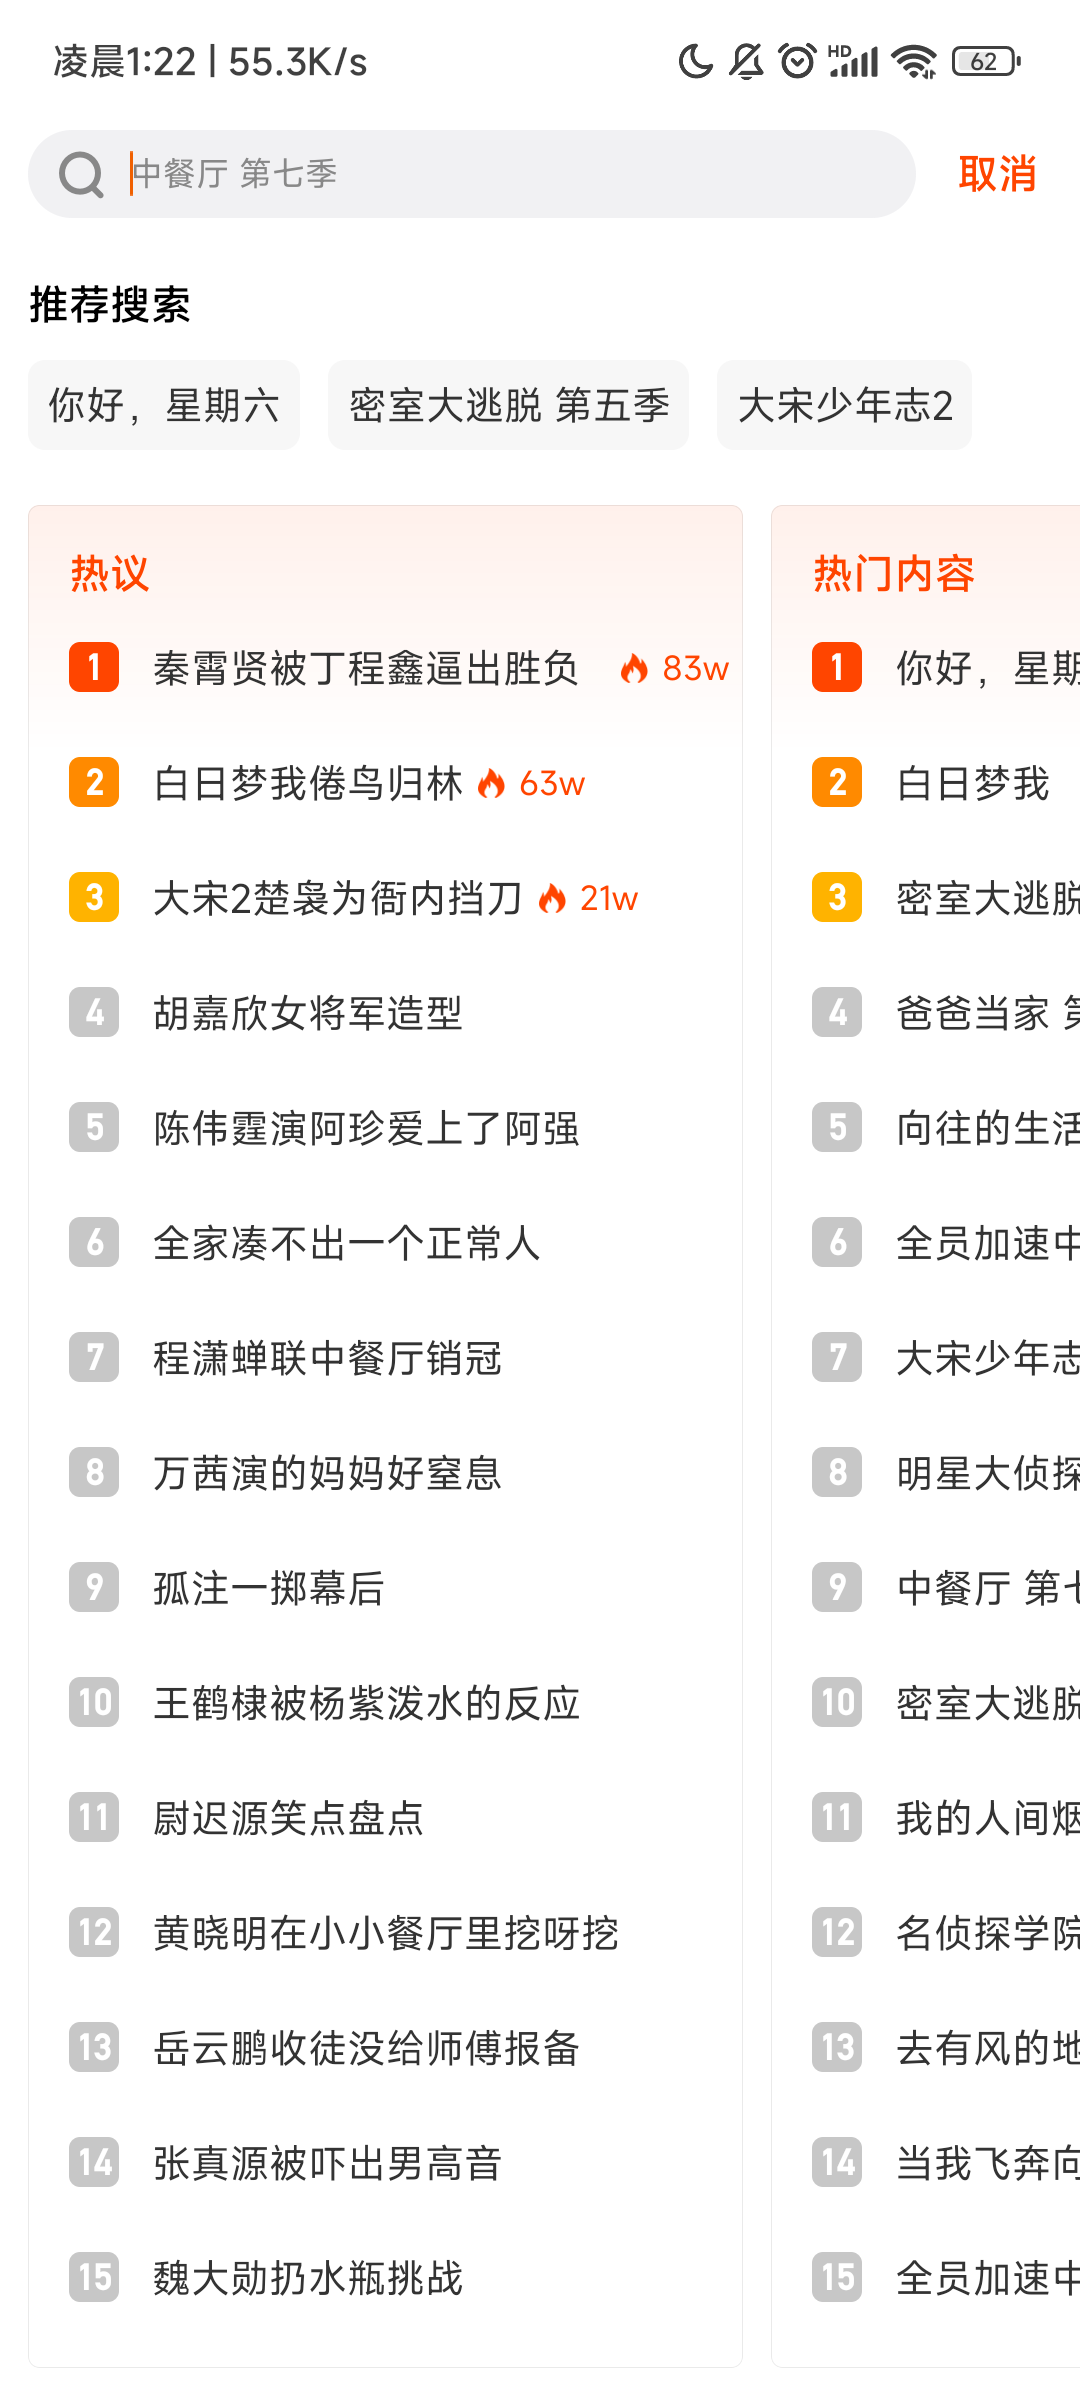 凌晨1:22 | 55.3K/s
HD
62
中餐厅 第七季
取消
推荐搜索
你好，星期六
密室大逃脱 第五季
大宋少年志2
热议
1 秦霄贤被丁程鑫逼出胜负 83w
2 白日梦我倦鸟归林 63w
3 大宋2楚袅为衙内挡刀 21w
4 胡嘉欣女将军造型
5 陈伟霆演阿珍爱上了阿强
6 全家凑不出一个正常人
7 程潇蝉联中餐厅销冠
8 万茜演的妈妈好窒息
9 孤注一掷幕后
10 王鹤棣被杨紫泼水的反应
11 尉迟源笑点盘点
12 黄晓明在小小餐厅里挖呀挖
13 岳云鹏收徒没给师傅报备
14 张真源被吓出男高音
15 魏大勋扔水瓶挑战
热门内容
1 你好，星期
2 白日梦我
3 密室大逃脱
4 爸爸当家 第
5 向往的生活
6 全员加速中
7 大宋少年志
8 明星大侦探
9 中餐厅 第七
10 密室大逃脱
11 我的人间烟
12 名侦探学院
13 去有风的地
14 当我飞奔向
15 全员加速中